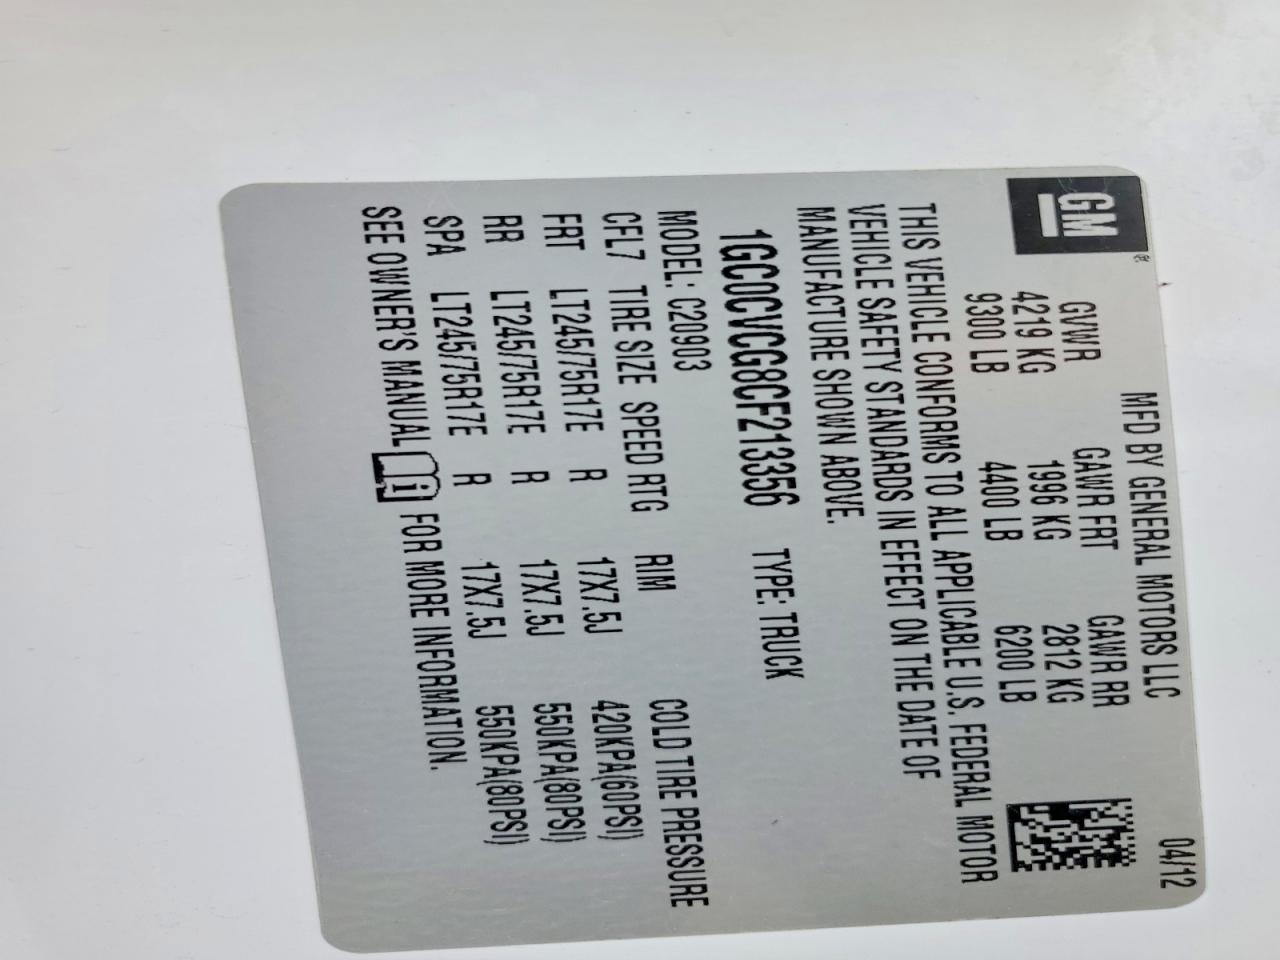 MFD BY GENERAL MOTORS LLC 04/12
GM
GVWR GAWR FRT GAWR RR
4219 KG 1996 KG 2812 KG
9300 LB 4400 LB 6200 LB
THIS VEHICLE CONFORMS TO ALL APPLICABLE U.S. FEDERAL MOTOR
VEHICLE SAFETY STANDARDS IN EFFECT ON THE DATE OF
MANUFACTURE SHOWN ABOVE.
1GC0CVCG8CF213356 TYPE: TRUCK
MODEL: C20903
CFL7 TIRE SIZE SPEED RTG RIM COLD TIRE PRESSURE
FRT LT245/75R17E R 17X7.5J 420KPA(60PSI)
RR LT245/75R17E R 17X7.5J 550KPA(80PSI)
SPA LT245/75R17E R 17X7.5J 550KPA(80PSI)
SEE OWNER'S MANUAL i FOR MORE INFORMATION.